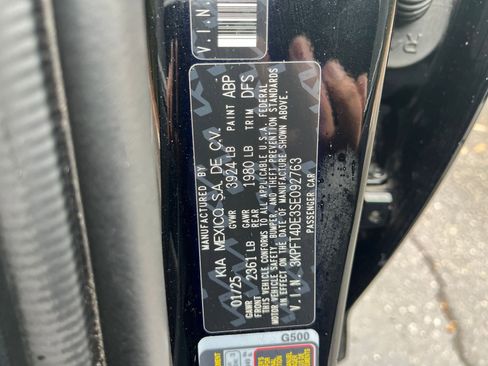 V.I.N.
MANUFACTURED BY
KIA MEXICO, S.A. DE C.V.
01/25 GVWR 3924 LB PAINT ABP
GAWR FRONT 2361 LB GAWR REAR 1980 LB TRIM DFS
THIS VEHICLE CONFORMS TO ALL APPLICABLE U.S.A. FEDERAL
MOTOR VEHICLE SAFETY, BUMPER, AND THEFT PREVENTION STANDARDS
IN EFFECT ON THE DATE OF MANUFACTURE SHOWN ABOVE.
V.I.N. 3KPFT4DE3SE092763
PASSENGER CAR
G500
R